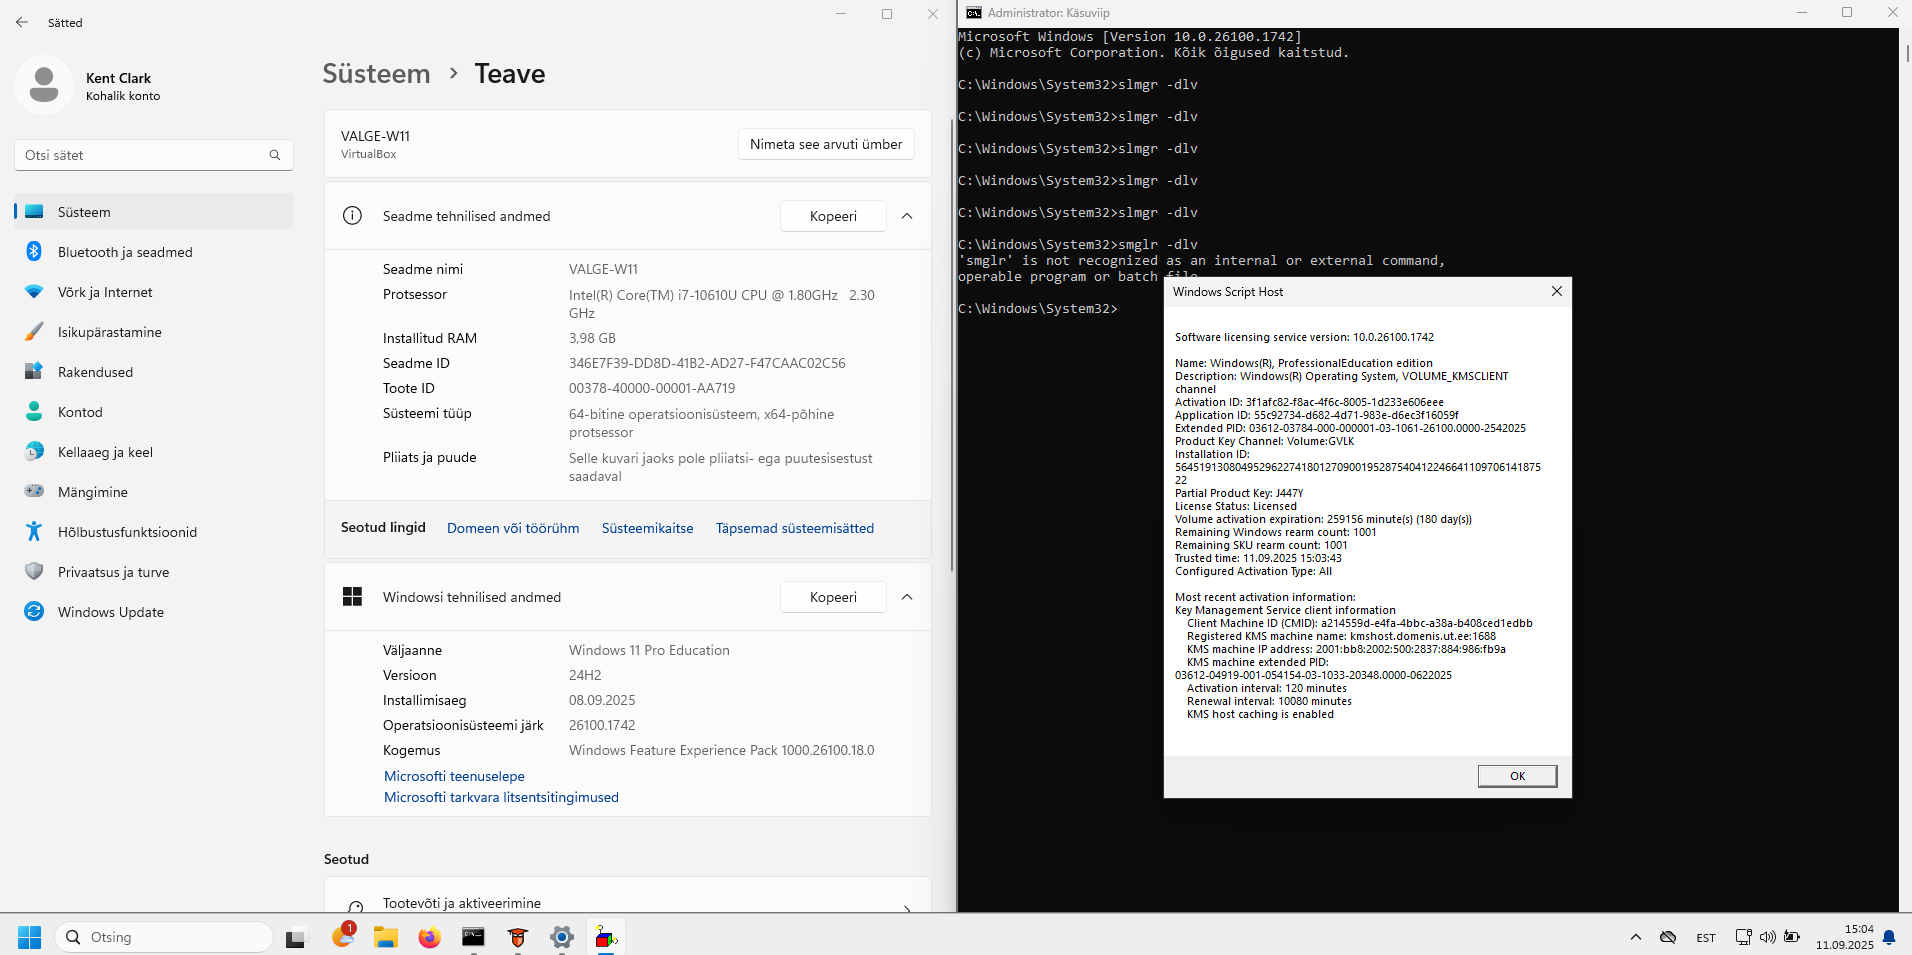 Sätted
Kent Clark
Kohalik konto
Otsi sätet
Süsteem
Bluetooth ja seadmed
Võrk ja Internet
Isikupärastamine
Rakendused
Kontod
Kellaaeg ja keel
Mängimine
Hõlbustusfunktsioonid
Privaatsus ja turve
Windows Update
Süsteem › Teave
VALGE-W11
VirtualBox
Nimeta see arvuti ümber
Seadme tehnilised andmed
Kopeeri
Seadme nimi VALGE-W11
Protsessor Intel(R) Core(TM) i7-10610U CPU @ 1.80GHz 2.30
GHz
Installitud RAM 3,98 GB
Seadme ID 346E7F39-DD8D-41B2-AD27-F47CAAC02C56
Toote ID 00378-40000-00001-AA719
Süsteemi tüüp 64-bitine operatsioonisüsteem, x64-põhine
protsessor
Pliiats ja puude Selle kuvari jaoks pole pliiatsi- ega puutesisestust
saadaval
Seotud lingid Domeen või töörühm Süsteemikaitse Täpsemad süsteemisätted
Windowsi tehnilised andmed
Kopeeri
Väljaanne Windows 11 Pro Education
Versioon 24H2
Installimisaeg 08.09.2025
Operatsioonisüsteemi järk 26100.1742
Kogemus Windows Feature Experience Pack 1000.26100.18.0
Microsofti teenuselepe
Microsofti tarkvara litsentsitingimused
Seotud
Tootevõti ja aktiveerimine
Administrator: Käsuviip
Microsoft Windows [Version 10.0.26100.1742]
(c) Microsoft Corporation. Kõik õigused kaitstud.
C:\Windows\System32>slmgr -dlv
C:\Windows\System32>slmgr -dlv
C:\Windows\System32>slmgr -dlv
C:\Windows\System32>slmgr -dlv
C:\Windows\System32>slmgr -dlv
C:\Windows\System32>smglr -dlv
'smglr' is not recognized as an internal or external command,
operable program or batch file.
C:\Windows\System32>
Windows Script Host
Software licensing service version: 10.0.26100.1742
Name: Windows(R), ProfessionalEducation edition
Description: Windows(R) Operating System, VOLUME_KMSCLIENT
channel
Activation ID: 3f1afc82-f8ac-4f6c-8005-1d233e606eee
Application ID: 55c92734-d682-4d71-983e-d6ec3f16059f
Extended PID: 03612-03784-000-000001-03-1061-26100.0000-2542025
Product Key Channel: Volume:GVLK
Installation ID:
564519130804952962274180127090019528754041224664110970614187​5
22
Partial Product Key: J447Y
License Status: Licensed
Volume activation expiration: 259156 minute(s) (180 day(s))
Remaining Windows rearm count: 1001
Remaining SKU rearm count: 1001
Trusted time: 11.09.2025 15:03:43
Configured Activation Type: All
Most recent activation information:
Key Management Service client information
Client Machine ID (CMID): a214559d-e4fa-4bbc-a38a-b408ced1edbb
Registered KMS machine name: kmshost.domenis.ut.ee:1688
KMS machine IP address: 2001:bb8:2002:500:2837:884:986:fb9a
KMS machine extended PID:
03612-04919-001-054154-03-1033-20348.0000-0622025
Activation interval: 120 minutes
Renewal interval: 10080 minutes
KMS host caching is enabled
OK
Otsing
1
EST
15:04
11.09.2025